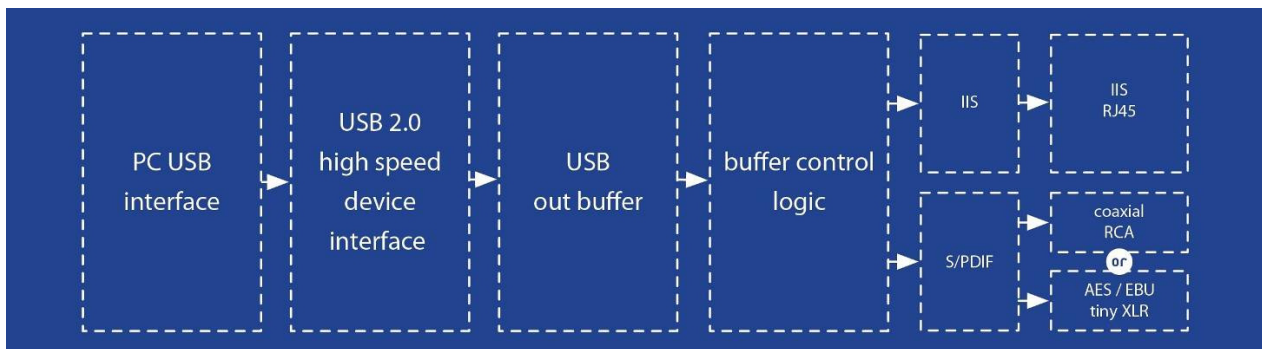 PC USB
interface
USB 2.0
high speed
device
interface
USB
out buffer
buffer control
logic
IIS
IIS
RJ45
S/PDIF
coaxial
RCA
or
AES / EBU
tiny XLR